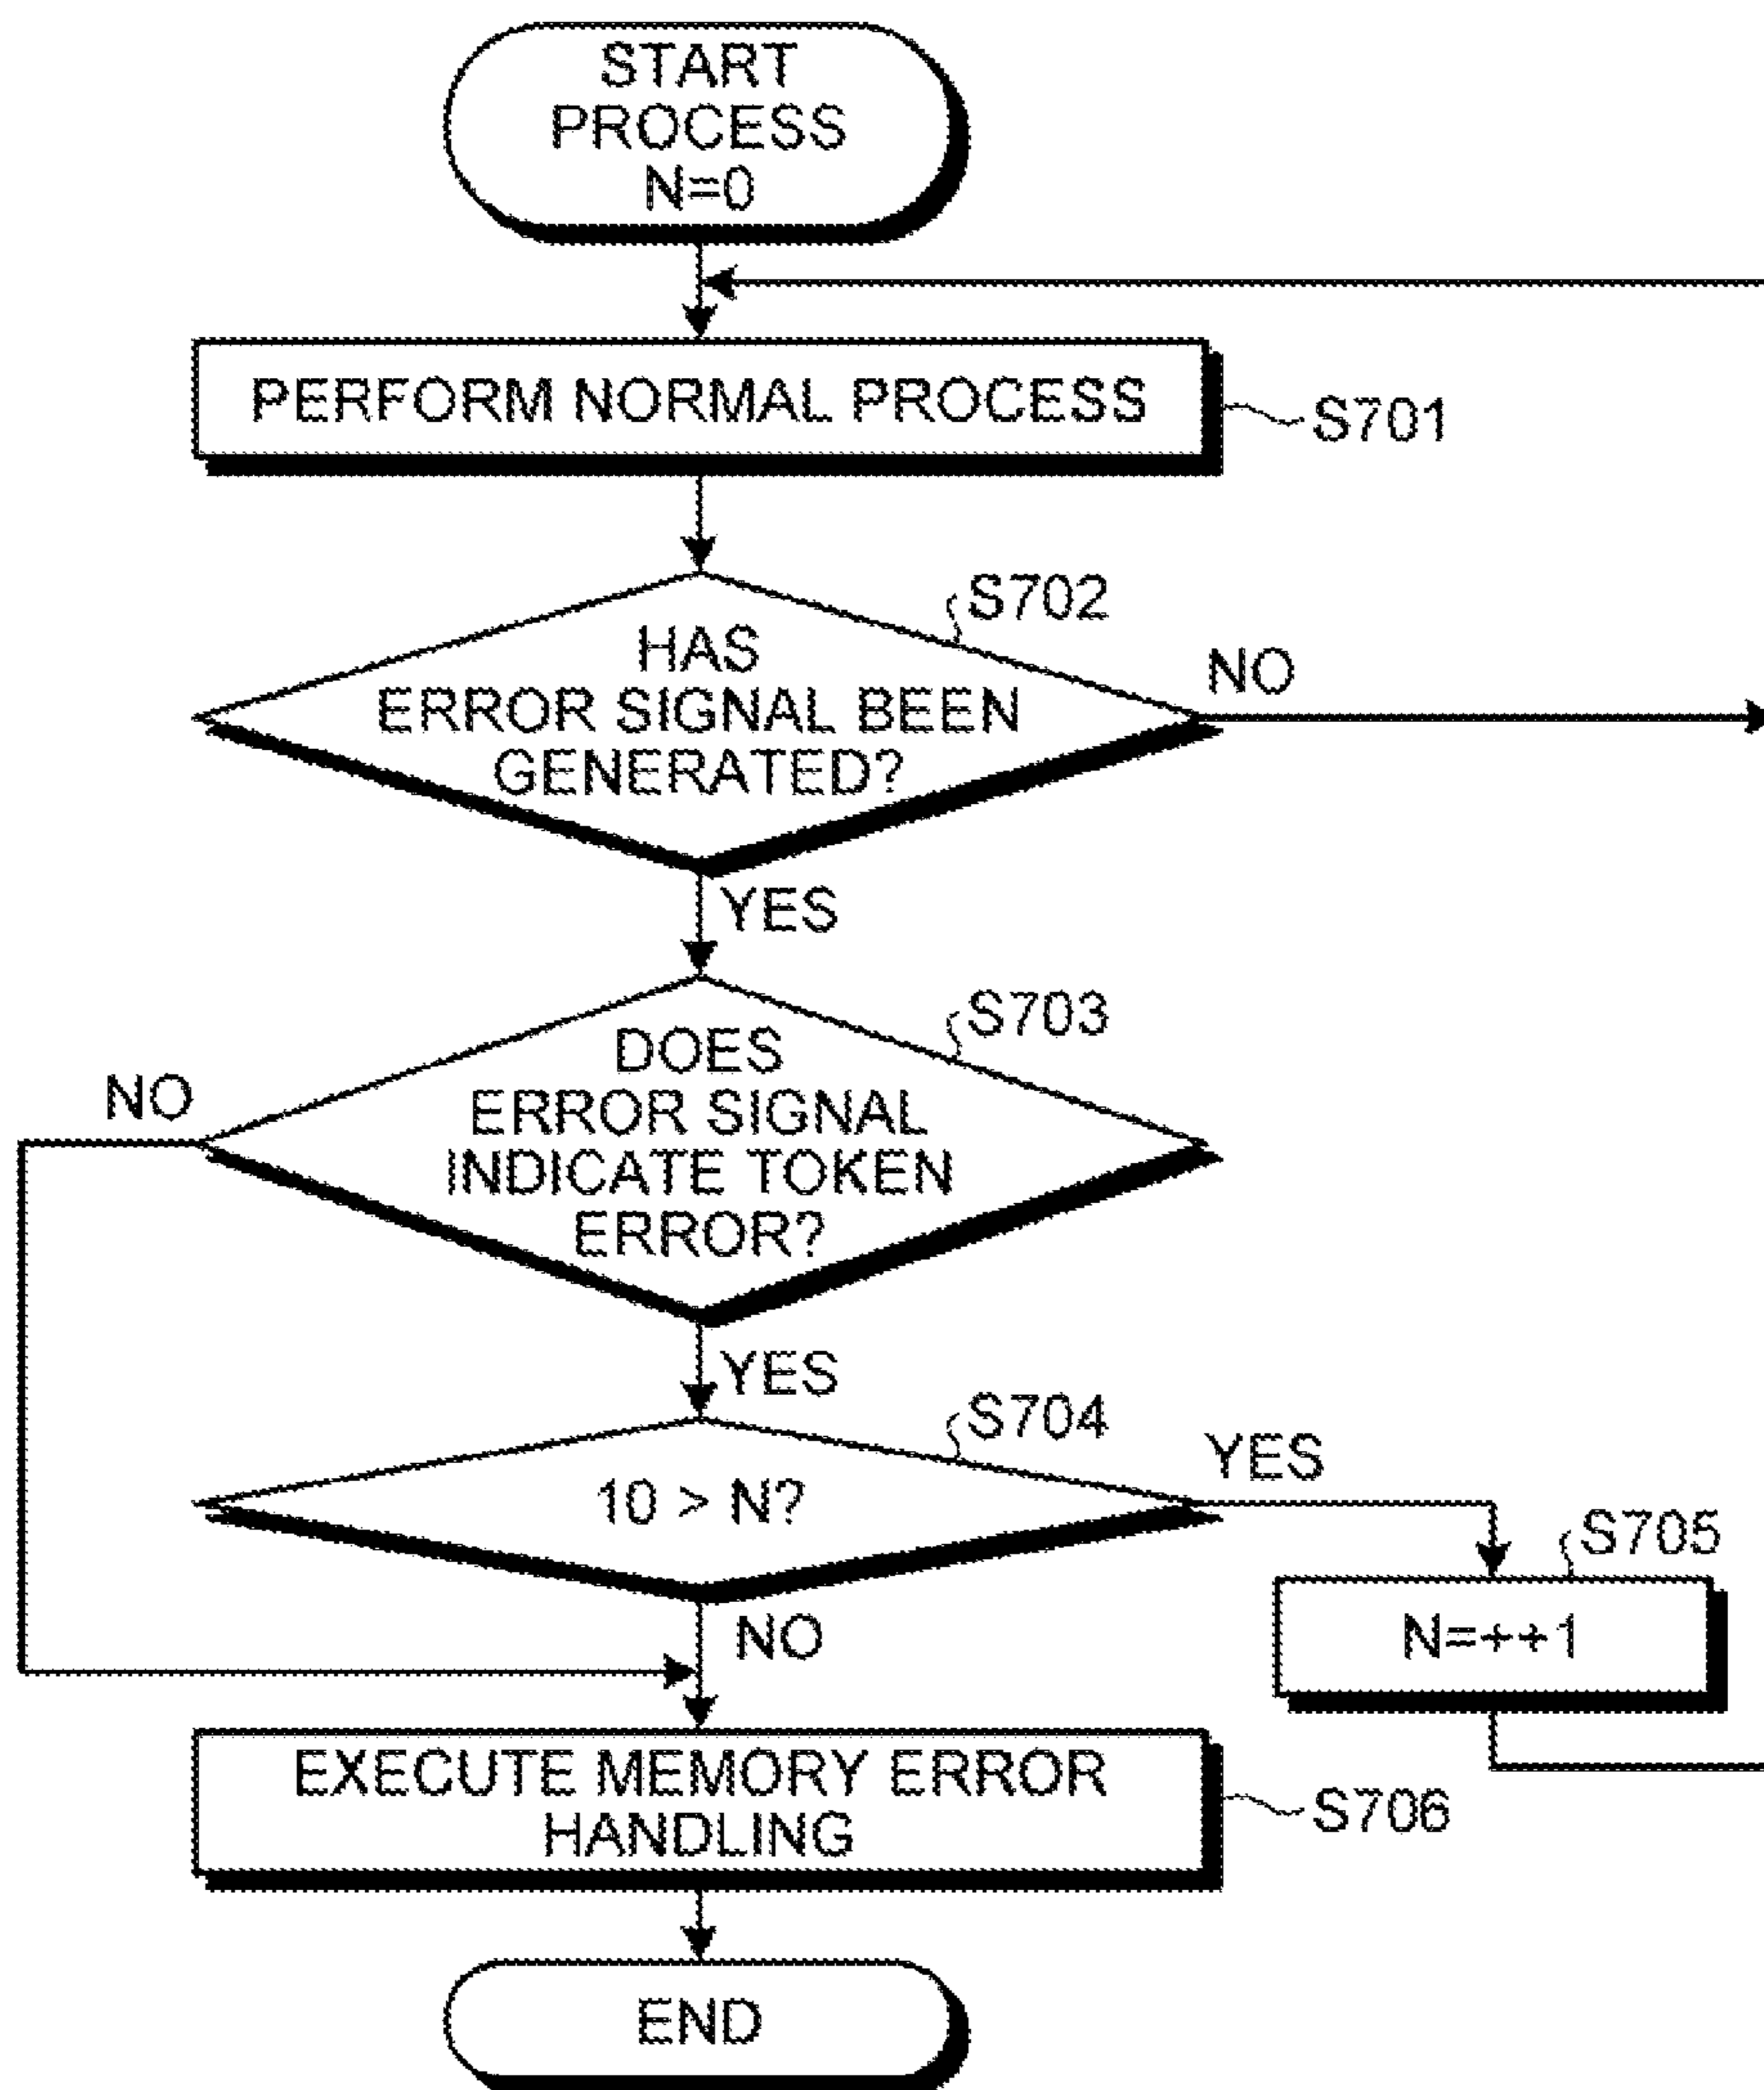 START
PROCESS
N=0
PERFORM NORMAL PROCESS
S701
S702
HAS
ERROR SIGNAL BEEN
GENERATED?
NO
YES
S703
DOES
ERROR SIGNAL
INDICATE TOKEN
ERROR?
NO
YES
S704
10 > N?
YES
S705
N=++1
NO
EXECUTE MEMORY ERROR
HANDLING
S706
END